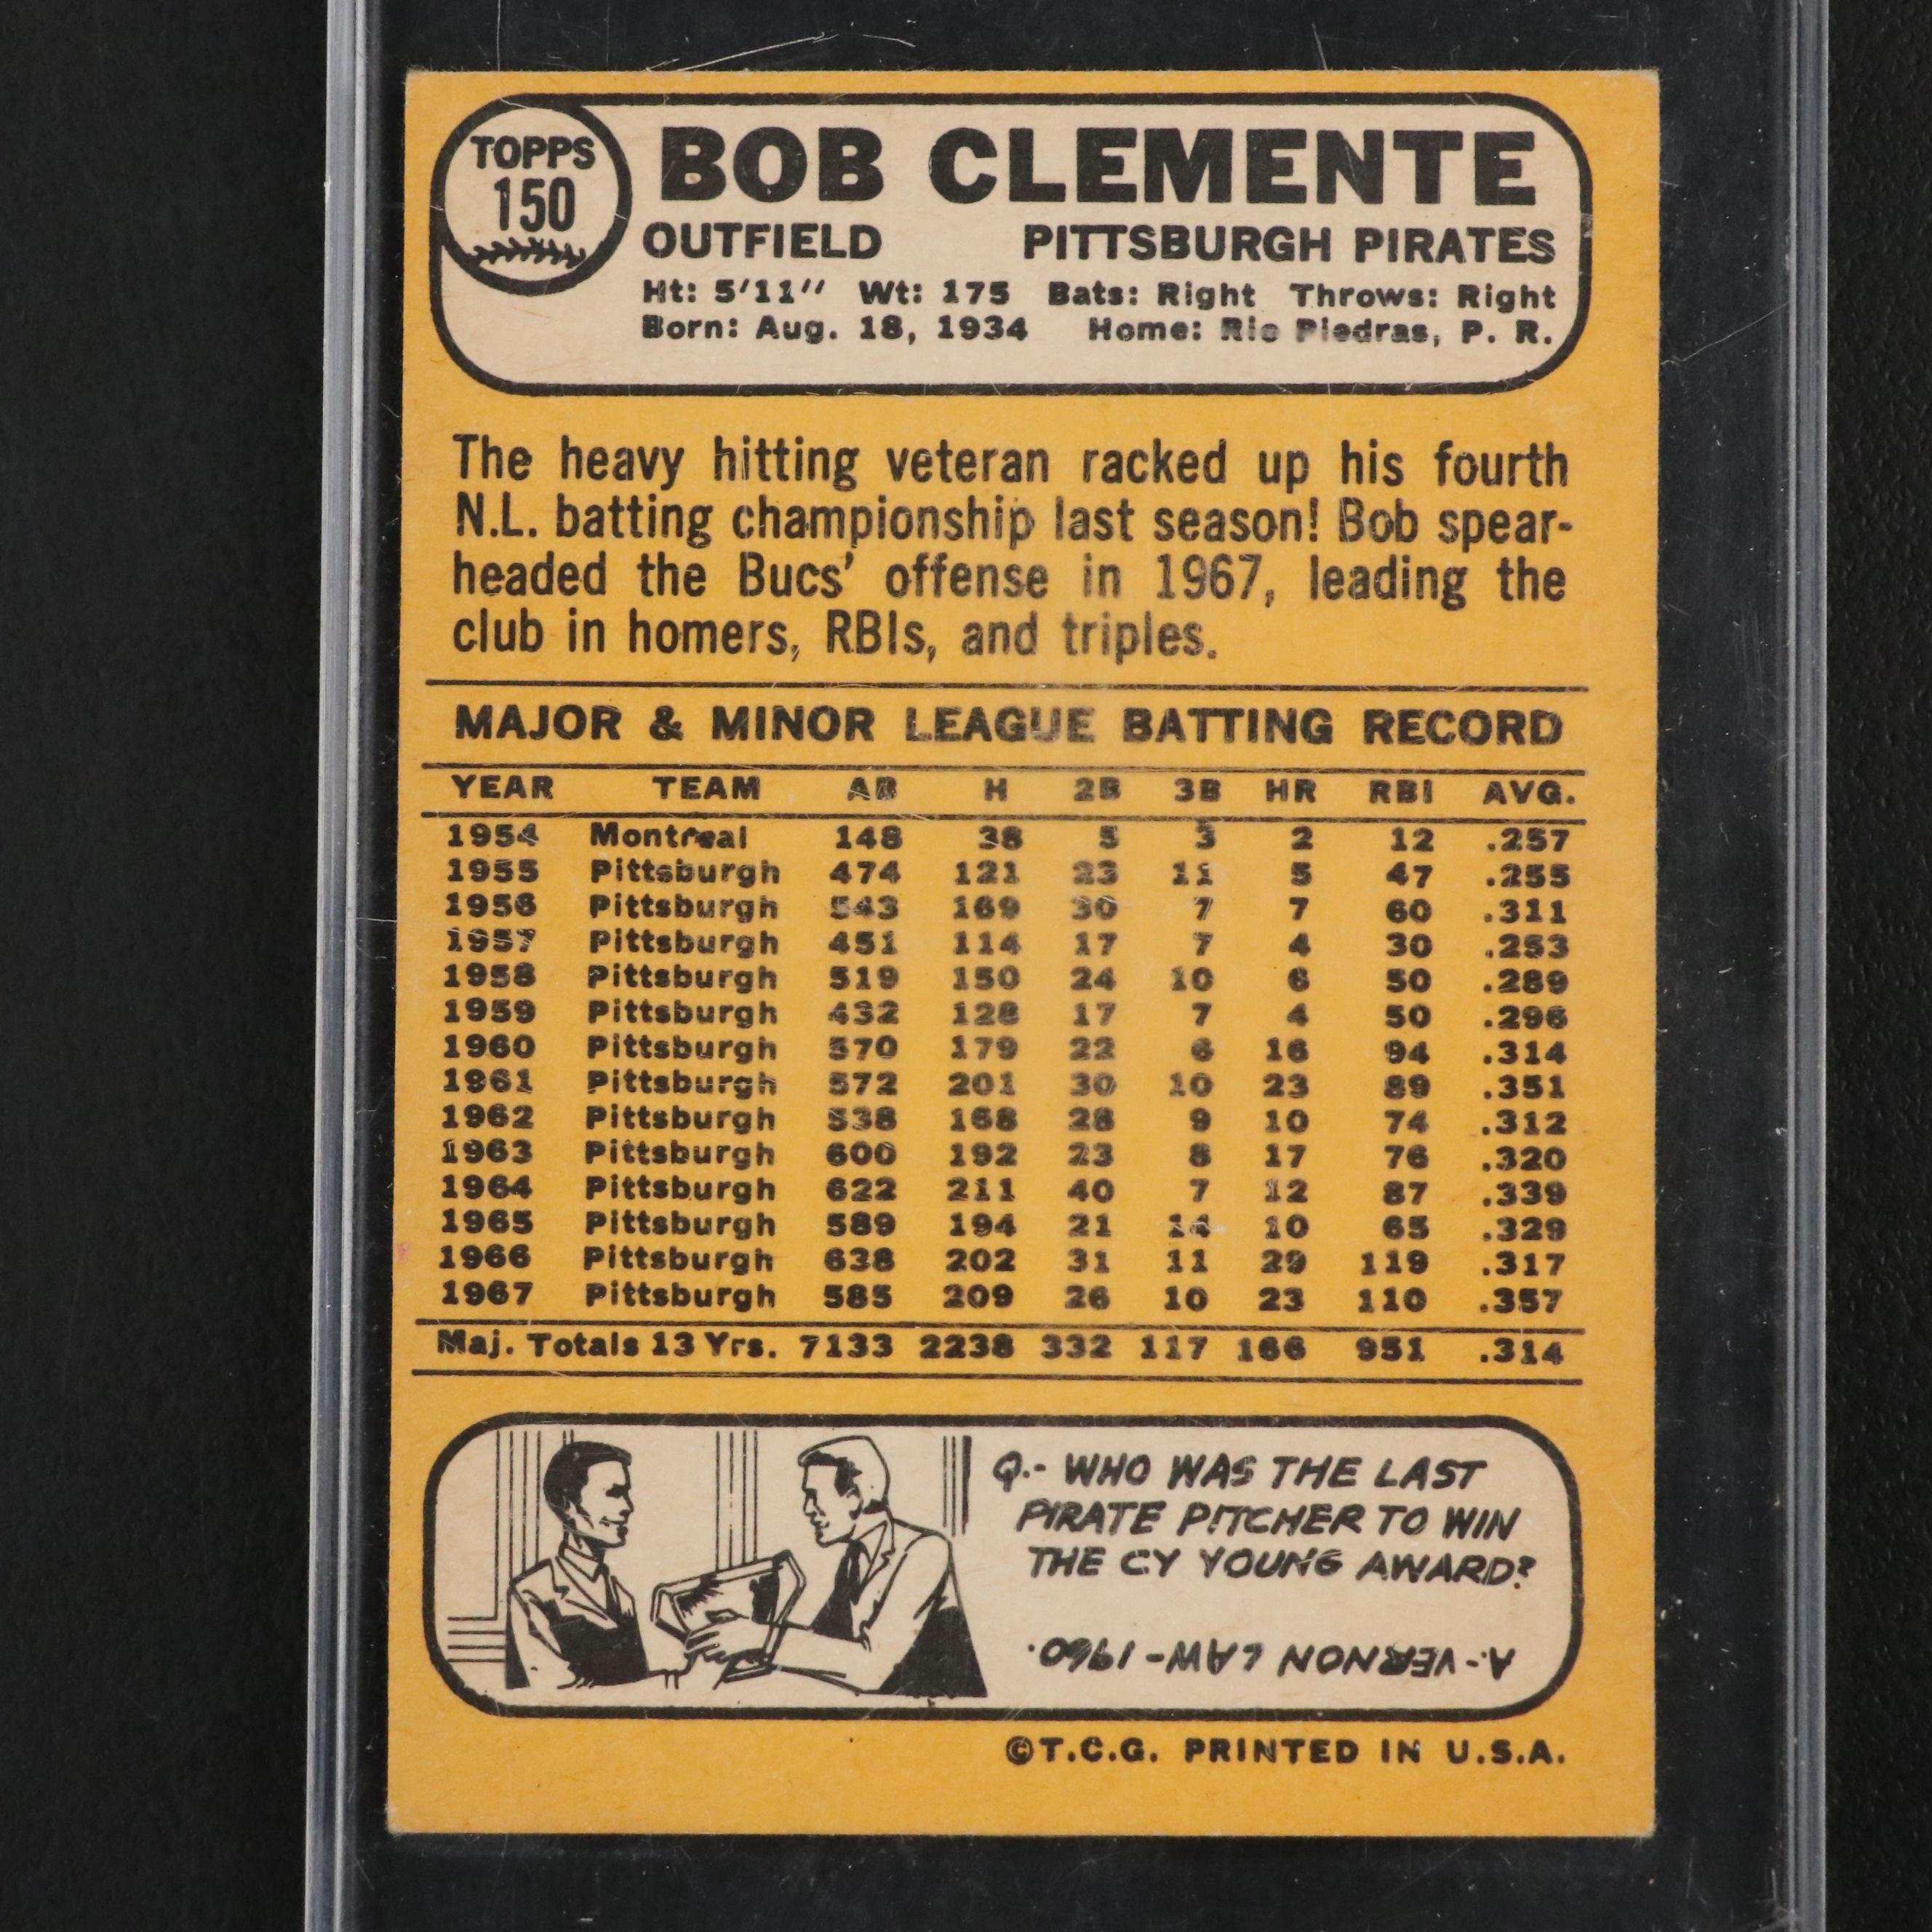 TOPPS
150
BOB CLEMENTE
OUTFIELD PITTSBURGH PIRATES
Ht: 5'11" Wt: 175 Bats: Right Throws: Right
Born: Aug. 18, 1934 Home: Rio Piedras, P. R.
The heavy hitting veteran racked up his fourth
N.L. batting championship last season! Bob spear-
headed the Bucs' offense in 1967, leading the
club in homers, RBIs, and triples.
MAJOR & MINOR LEAGUE BATTING RECORD
YEAR TEAM AB H 2B 3B HR RBI AVG.
1954 Montreal 148 38 5 3 2 12 .257
1955 Pittsburgh 474 121 23 11 5 47 .255
1956 Pittsburgh 543 169 30 7 7 60 .311
1957 Pittsburgh 451 114 17 7 4 30 .253
1958 Pittsburgh 519 150 24 10 6 50 .289
1959 Pittsburgh 432 128 17 7 4 50 .296
1960 Pittsburgh 570 179 22 6 16 94 .314
1961 Pittsburgh 572 201 30 10 23 89 .351
1962 Pittsburgh 538 168 28 9 10 74 .312
1963 Pittsburgh 600 192 23 8 17 76 .320
1964 Pittsburgh 622 211 40 7 12 87 .339
1965 Pittsburgh 589 194 21 14 10 65 .329
1966 Pittsburgh 638 202 31 11 29 119 .317
1967 Pittsburgh 585 209 26 10 23 110 .357
Maj. Totals 13 Yrs. 7133 2238 332 117 166 951 .314
Q.- WHO WAS THE LAST
PIRATE PITCHER TO WIN
THE CY YOUNG AWARD?
A.- VERNON LAW - 1960.
©T.C.G. PRINTED IN U.S.A.